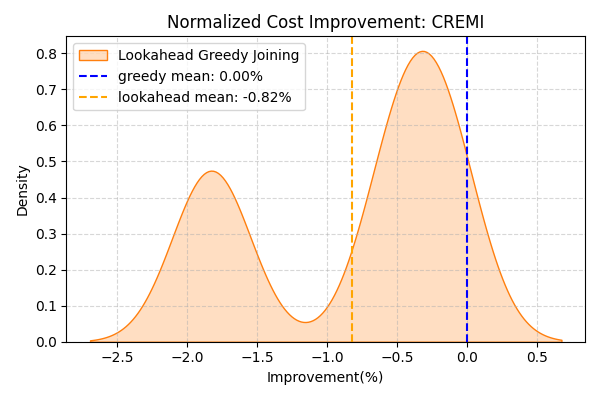 Normalized Cost Improvement: CREMI
Lookahead Greedy Joining
greedy mean: 0.00%
lookahead mean: -0.82%
0.8
0.7
0.6
0.5
0.4
0.3
0.2
0.1
0.0
Density
−2.5 −2.0 −1.5 −1.0 −0.5 0.0 0.5
Improvement(%)